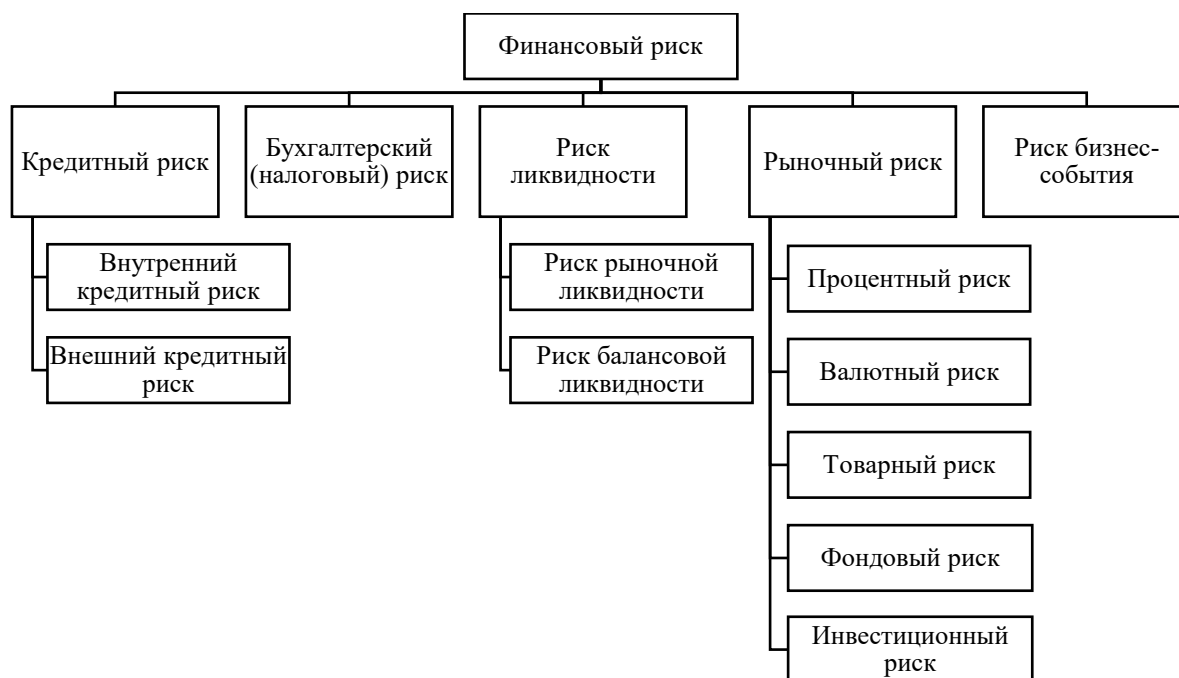 Финансовый риск
Кредитный риск
Бухгалтерский
(налоговый) риск
Риск
ликвидности
Рыночный риск
Риск бизнес-
события
Внутренний
кредитный риск
Внешний кредитный
риск
Риск рыночной
ликвидности
Риск балансовой
ликвидности
Процентный риск
Валютный риск
Товарный риск
Фондовый риск
Инвестиционный
риск